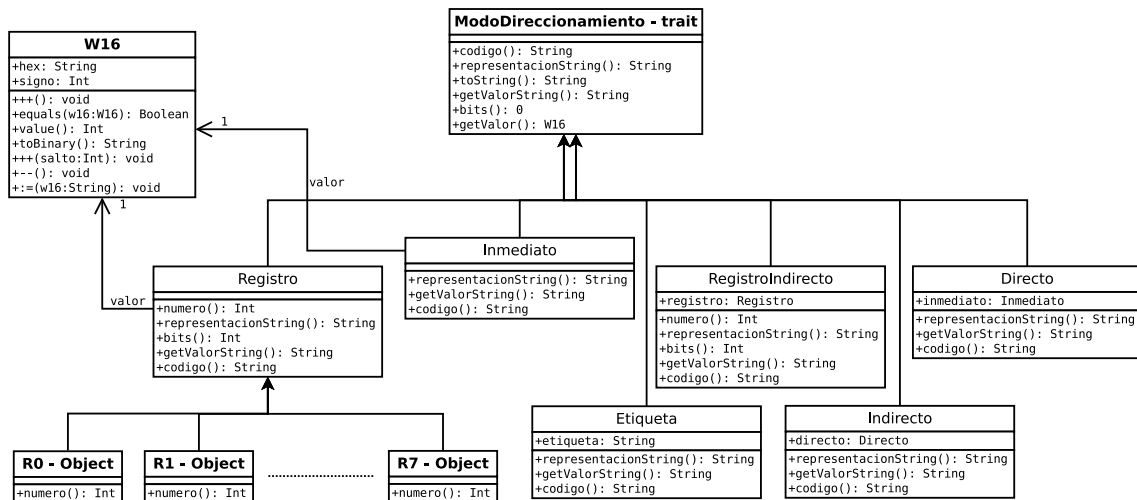 ModoDireccionamiento - trait
+codigo(): String
+representacionString(): String
+toString(): String
+getValorString(): String
+bits(): 0
+getValor(): W16
W16
+hex: String
+signo: Int
+++(): void
+equals(w16:W16): Boolean
+value(): Int
+toBinary(): String
+++(salto:Int): void
+--(): void
+:=(w16:String): void
1
valor
1
valor
Registro
+numero(): Int
+representacionString(): String
+bits(): Int
+getValorString(): String
+codigo(): String
Inmediato
+representacionString(): String
+getValorString(): String
+codigo(): String
RegistroIndirecto
+registro: Registro
+numero(): Int
+representacionString(): String
+bits(): Int
+getValorString(): String
+codigo(): String
Directo
+inmediato: Inmediato
+representacionString(): String
+getValorString(): String
+codigo(): String
Etiqueta
+etiqueta: String
+representacionString(): String
+getValorString(): String
+codigo(): String
Indirecto
+directo: Directo
+representacionString(): String
+getValorString(): String
+codigo(): String
R0 - Object
+numero(): Int
R1 - Object
+numero(): Int
R7 - Object
+numero(): Int